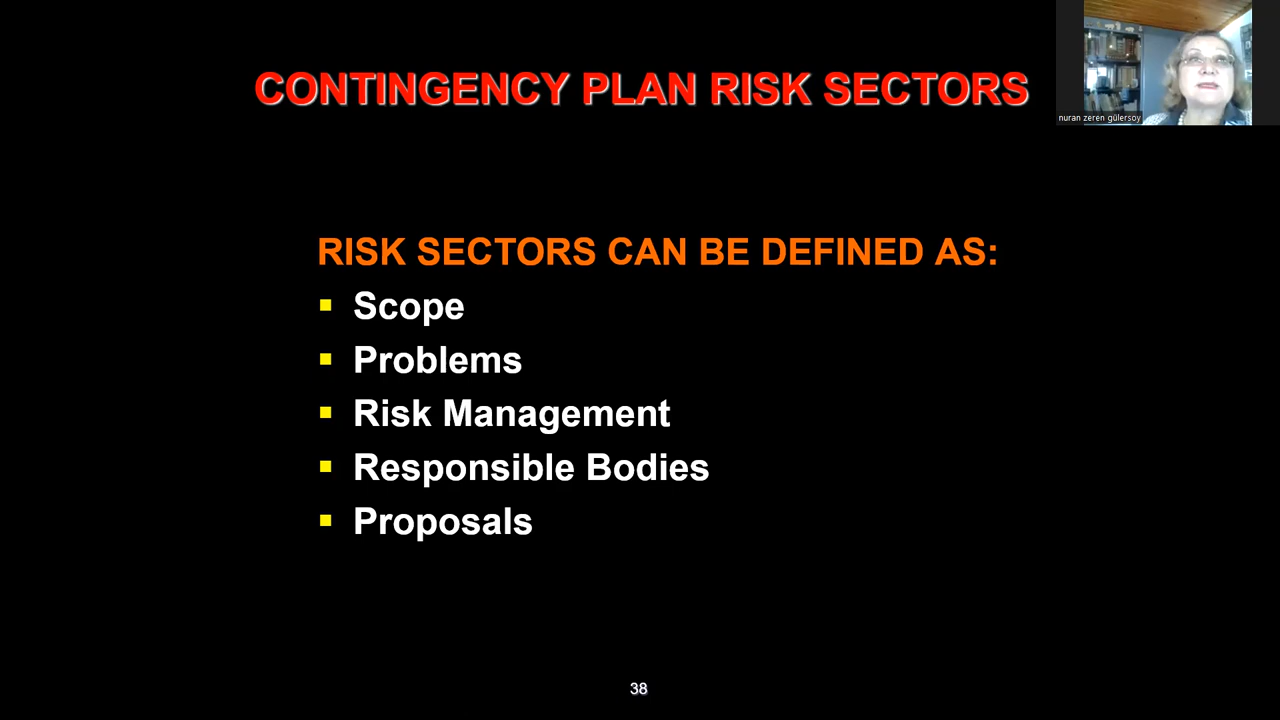 CONTINGENCY PLAN RISK SECTORS
nuran zeren gülersoy
RISK SECTORS CAN BE DEFINED AS:
Scope
Problems
Risk Management
Responsible Bodies
Proposals
38